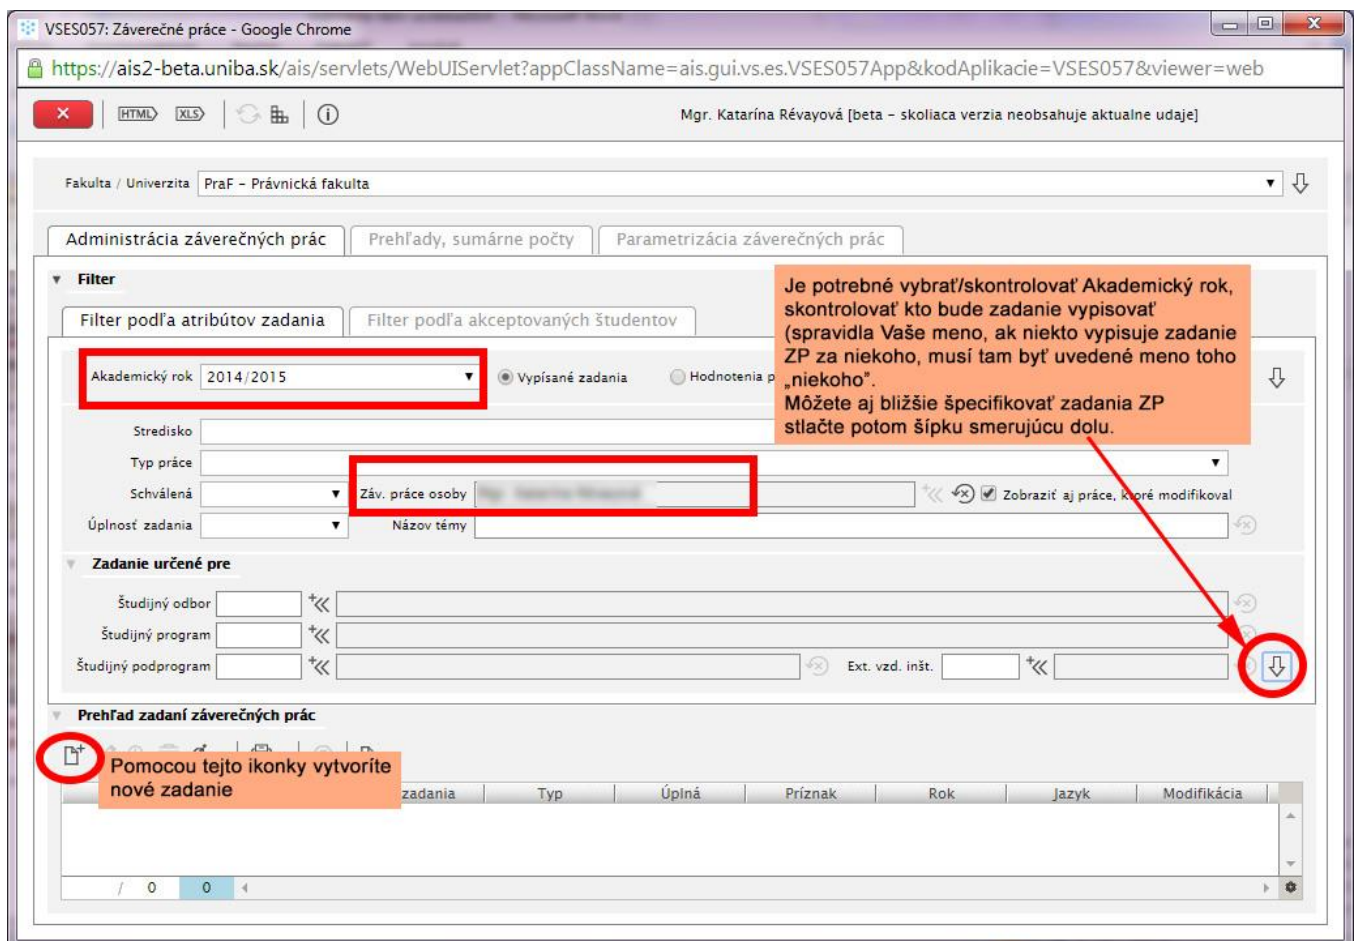 VSES057: Záverečné práce - Google Chrome
https://ais2-beta.uniba.sk/ais/servlets/WebUIServlet?appClassName=ais.gui.vs.es.VSES057App&kodAplikacie=VSES057&viewer=web
HTML XLS Mgr. Katarína Révayová [beta - skoliaca verzia neobsahuje aktualne udaje]
Fakulta / Univerzita PraF - Právnická fakulta
Administrácia záverečných prác Prehľady, sumárne počty Parametrizácia záverečných prác
Filter
Filter podľa atribútov zadania Filter podľa akceptovaných študentov
Je potrebné vybrať/skontrolovať Akademický rok,
skontrolovať kto bude zadanie vypisovať
(spravidla Vaše meno, ak niekto vypisuje zadanie
ZP za niekoho, musí tam byť uvedené meno toho
„niekoho”.
Môžete aj bližšie špecifikovať zadania ZP
stlačte potom šípku smerujúcu dolu.
Akademický rok 2014/2015 Vypísané zadania Hodnotenia p
Stredisko
Typ práce
Schválená Záv. práce osoby Zobraziť aj práce, ktoré modifikoval
Úplnosť zadania Názov témy
Zadanie určené pre
Študijný odbor
Študijný program
Študijný podprogram Ext. vzd. inšt.
Prehľad zadaní záverečných prác
Pomocou tejto ikonky vytvoríte
nové zadanie
zadania Typ Úplná Príznak Rok Jazyk Modifikácia
/ 0 0